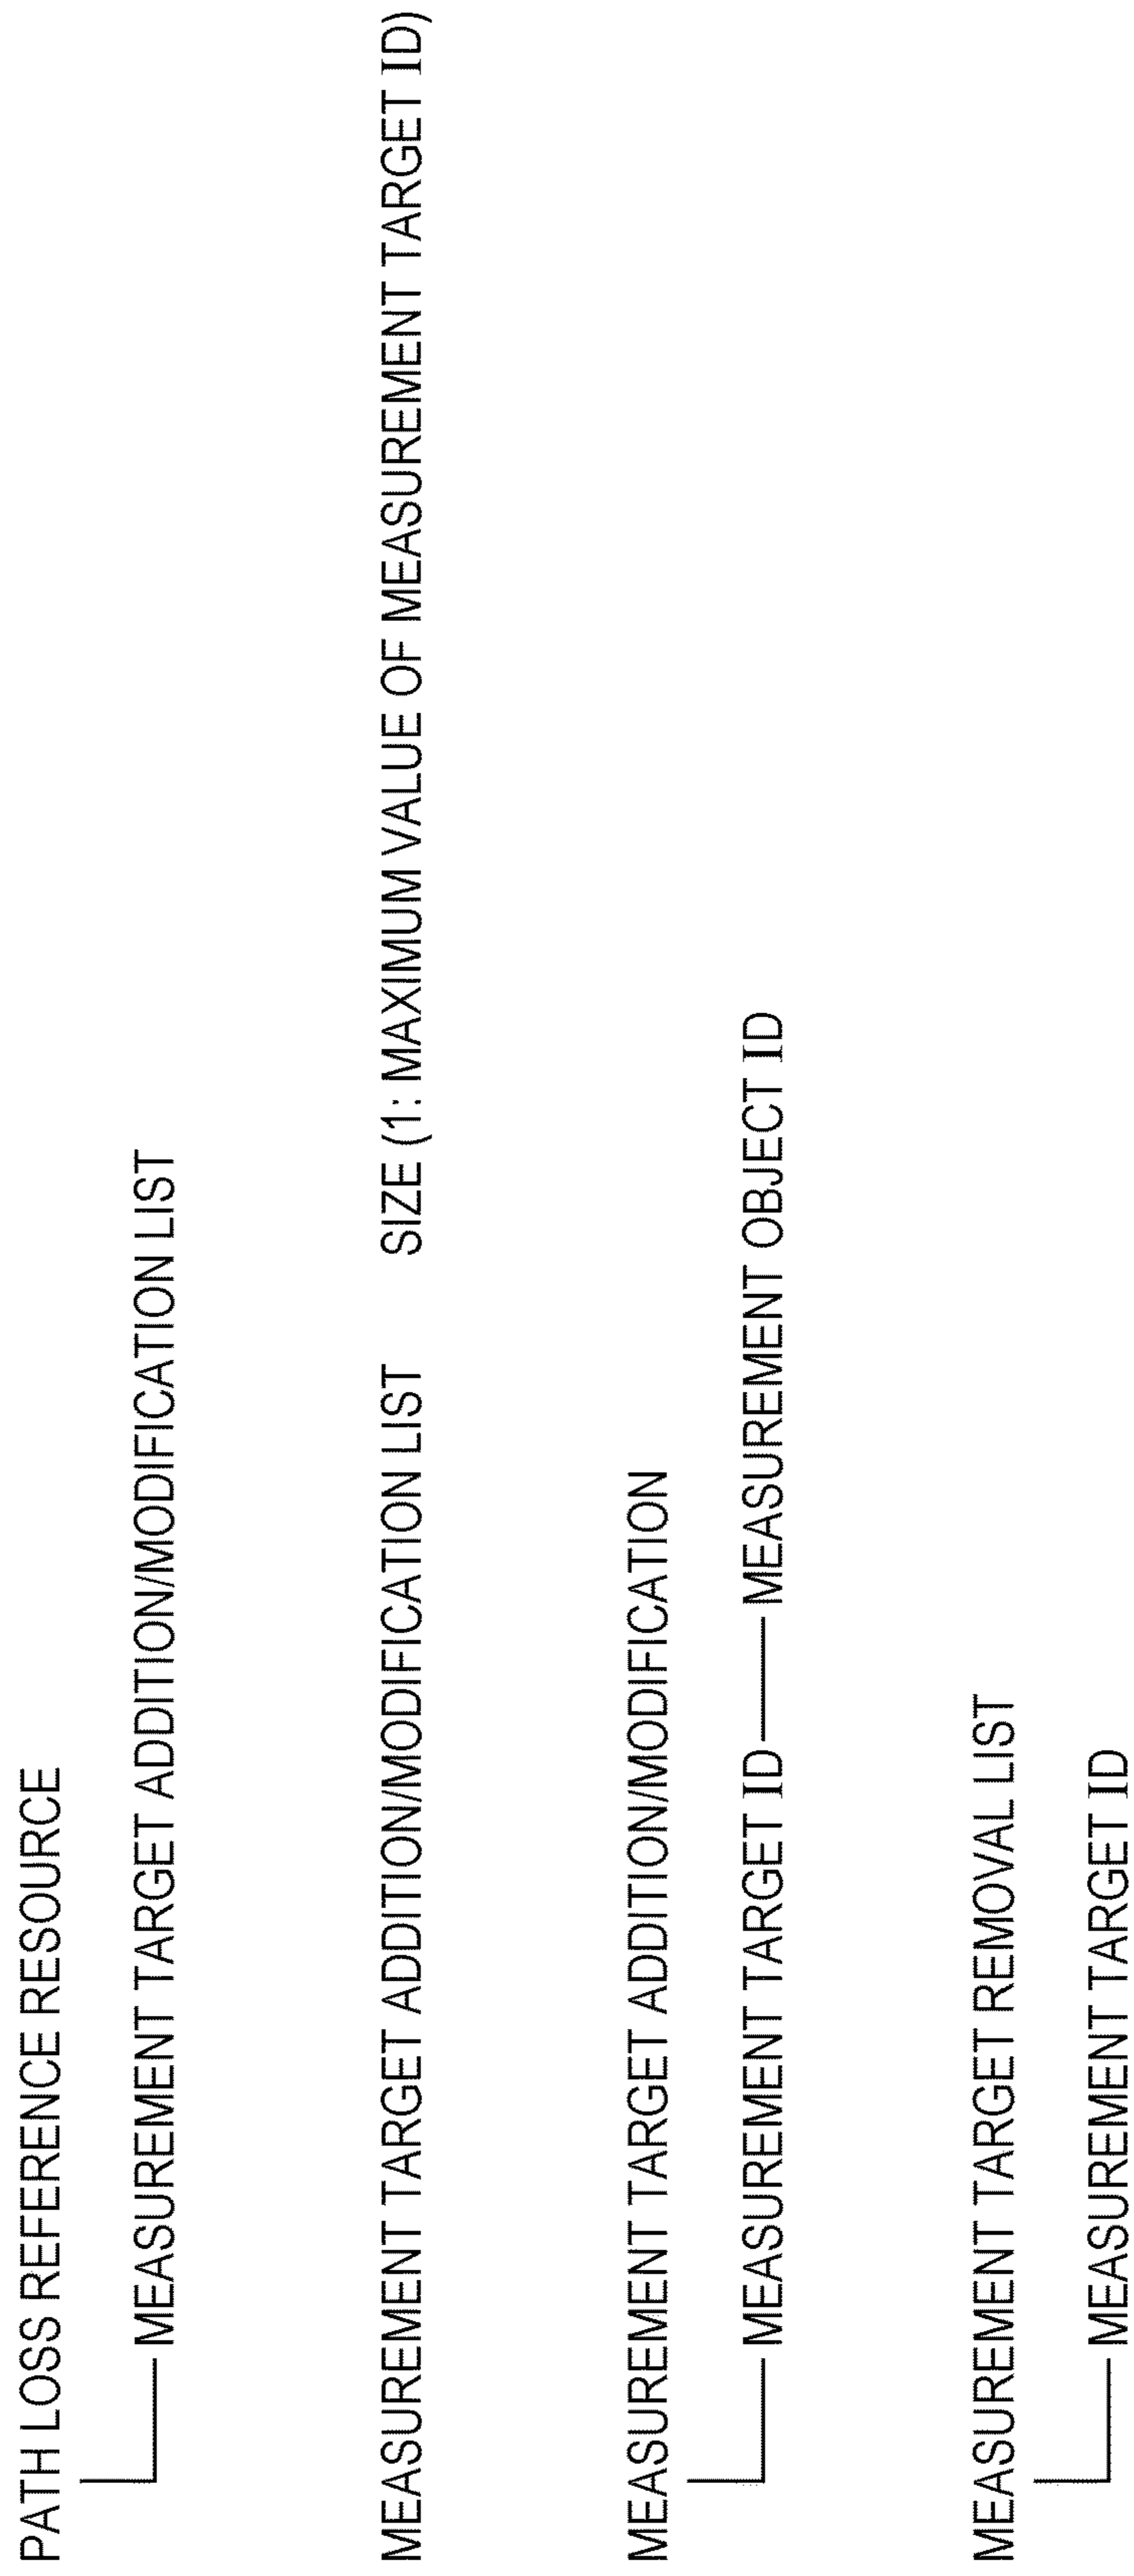 PATH LOSS REFERENCE RESOURCE
MEASUREMENT TARGET ADDITION/MODIFICATION LIST
MEASUREMENT TARGET ADDITION/MODIFICATION LIST SIZE (1: MAXIMUM VALUE OF MEASUREMENT TARGET ID)
MEASUREMENT TARGET ADDITION/MODIFICATION
MEASUREMENT TARGET ID MEASUREMENT OBJECT ID
MEASUREMENT TARGET REMOVAL LIST
MEASUREMENT TARGET ID